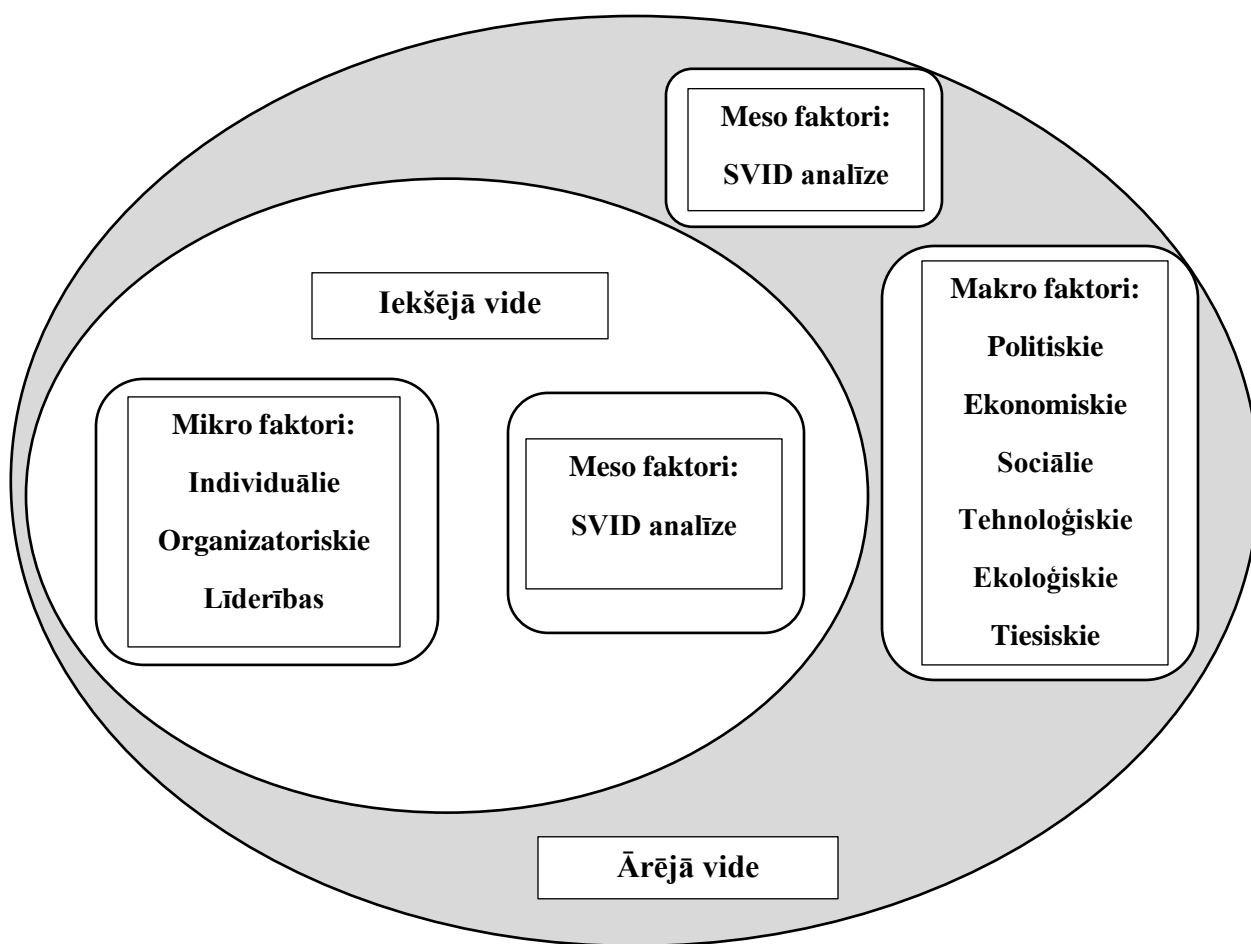 Meso faktori:
SVID analīze
Iekšējā vide
Makro faktori:
Politiskie
Ekonomiskie
Sociālie
Tehnoloģiskie
Ekoloģiskie
Tiesiskie
Mikro faktori:
Individuālie
Organizatoriskie
Līderības
Meso faktori:
SVID analīze
Ārējā vide